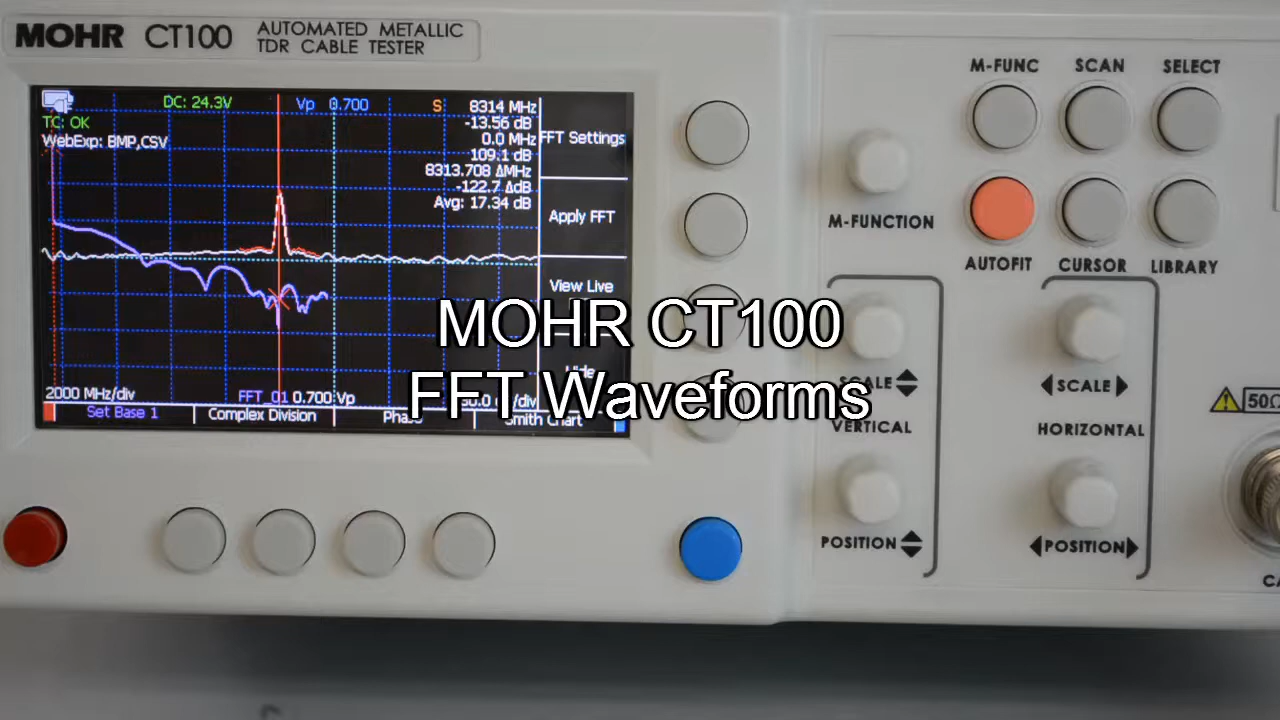 MOHR CT100
AUTOMATED METALLIC
TDR CABLE TESTER
DC: 24.3V
Vp 0.700
S
8314 MHz
TC: OK
-13.56 dB
WebExp: BMP,CSV
0.0 MHz
109.1 dB
8313.708 ΔMHz
-122.7 ΔdB
Avg: 17.34 dB
FFT Settings
Apply FFT
View Live
2000 MHz/div
FFT_01 0.700 Vp
Set Base 1
Complex Division
Smith Chart
MOHR CT100
FFT Waveforms
M-FUNC
SCAN
SELECT
M-FUNCTION
AUTOFIT
CURSOR
LIBRARY
SCALE
VERTICAL
POSITION
SCALE
HORIZONTAL
POSITION
50Ω